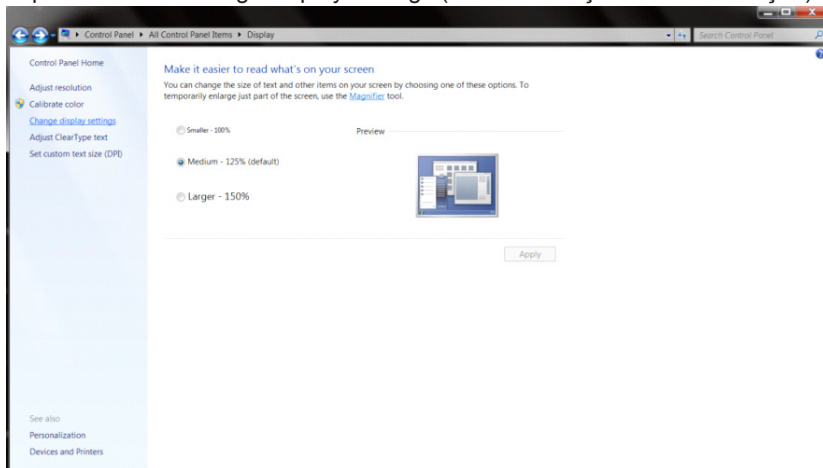 Control Panel ▸ All Control Panel Items ▸ Display
Search Control Panel
Control Panel Home
Adjust resolution
Calibrate color
Change display settings
Adjust ClearType text
Set custom text size (DPI)
See also
Personalization
Devices and Printers
Make it easier to read what's on your screen
You can change the size of text and other items on your screen by choosing one of these options. To
temporarily enlarge just part of the screen, use the Magnifier tool.
Smaller - 100%
Preview
Medium - 125% (default)
Larger - 150%
Apply